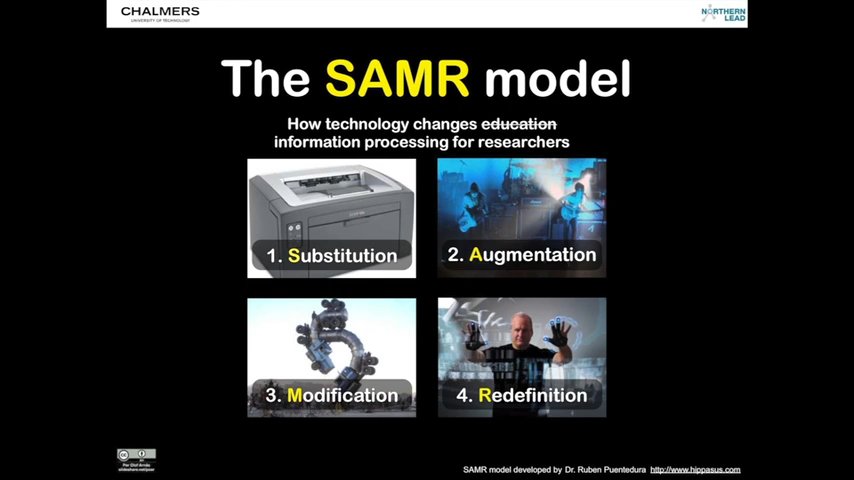 CHALMERS
UNIVERSITY OF TECHNOLOGY
NORTHERN
LEAD
The SAMR model
How technology changes education
information processing for researchers
1. Substitution
2. Augmentation
3. Modification
4. Redefinition
SAMR model developed by Dr. Ruben Puentedura http://www.hippasus.com